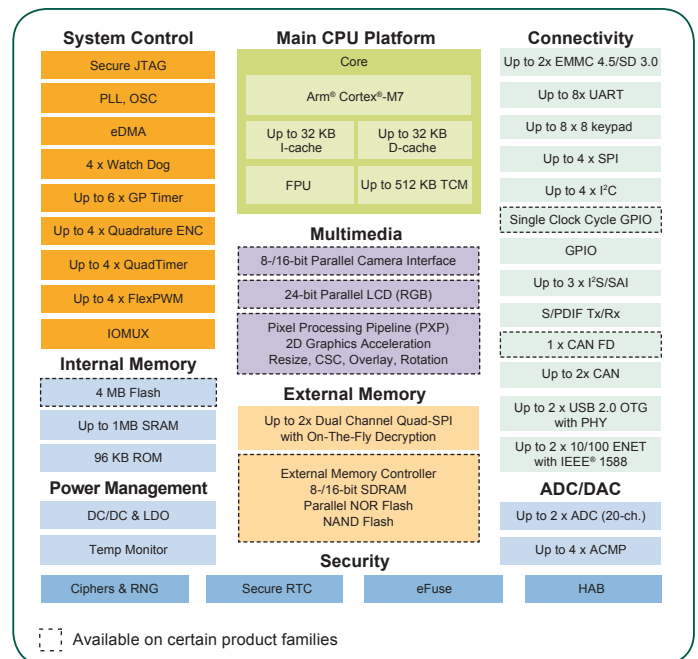 System Control
Secure JTAG
PLL, OSC
eDMA
4 x Watch Dog
Up to 6 x GP Timer
Up to 4 x Quadrature ENC
Up to 4 x QuadTimer
Up to 4 x FlexPWM
IOMUX
Internal Memory
4 MB Flash
Up to 1MB SRAM
96 KB ROM
Power Management
DC/DC & LDO
Temp Monitor
Main CPU Platform
Core
Arm® Cortex®-M7
Up to 32 KB
I-cache
Up to 32 KB
D-cache
FPU
Up to 512 KB TCM
Multimedia
8-/16-bit Parallel Camera Interface
24-bit Parallel LCD (RGB)
Pixel Processing Pipeline (PXP)
2D Graphics Acceleration
Resize, CSC, Overlay, Rotation
External Memory
Up to 2x Dual Channel Quad-SPI
with On-The-Fly Decryption
External Memory Controller
8-/16-bit SDRAM
Parallel NOR Flash
NAND Flash
Connectivity
Up to 2x EMMC 4.5/SD 3.0
Up to 8x UART
Up to 8 x 8 keypad
Up to 4 x SPI
Up to 4 x I²C
Single Clock Cycle GPIO
GPIO
Up to 3 x I²S/SAI
S/PDIF Tx/Rx
1 x CAN FD
Up to 2x CAN
Up to 2 x USB 2.0 OTG
with PHY
Up to 2 x 10/100 ENET
with IEEE® 1588
ADC/DAC
Up to 2 x ADC (20-ch.)
Up to 4 x ACMP
Security
Ciphers & RNG
Secure RTC
eFuse
HAB
Available on certain product families